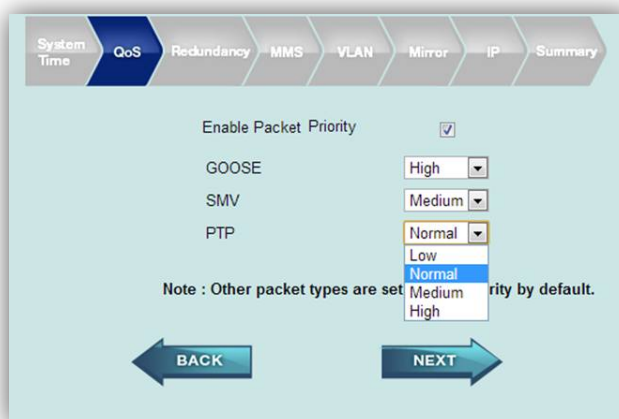 System Time
QoS
Redundancy
MMS
VLAN
Mirror
IP
Summary
Enable Packet Priority
GOOSE High
SMV Medium
PTP Normal
Low
Normal
Medium
High
Note : Other packet types are set rity by default.
BACK
NEXT